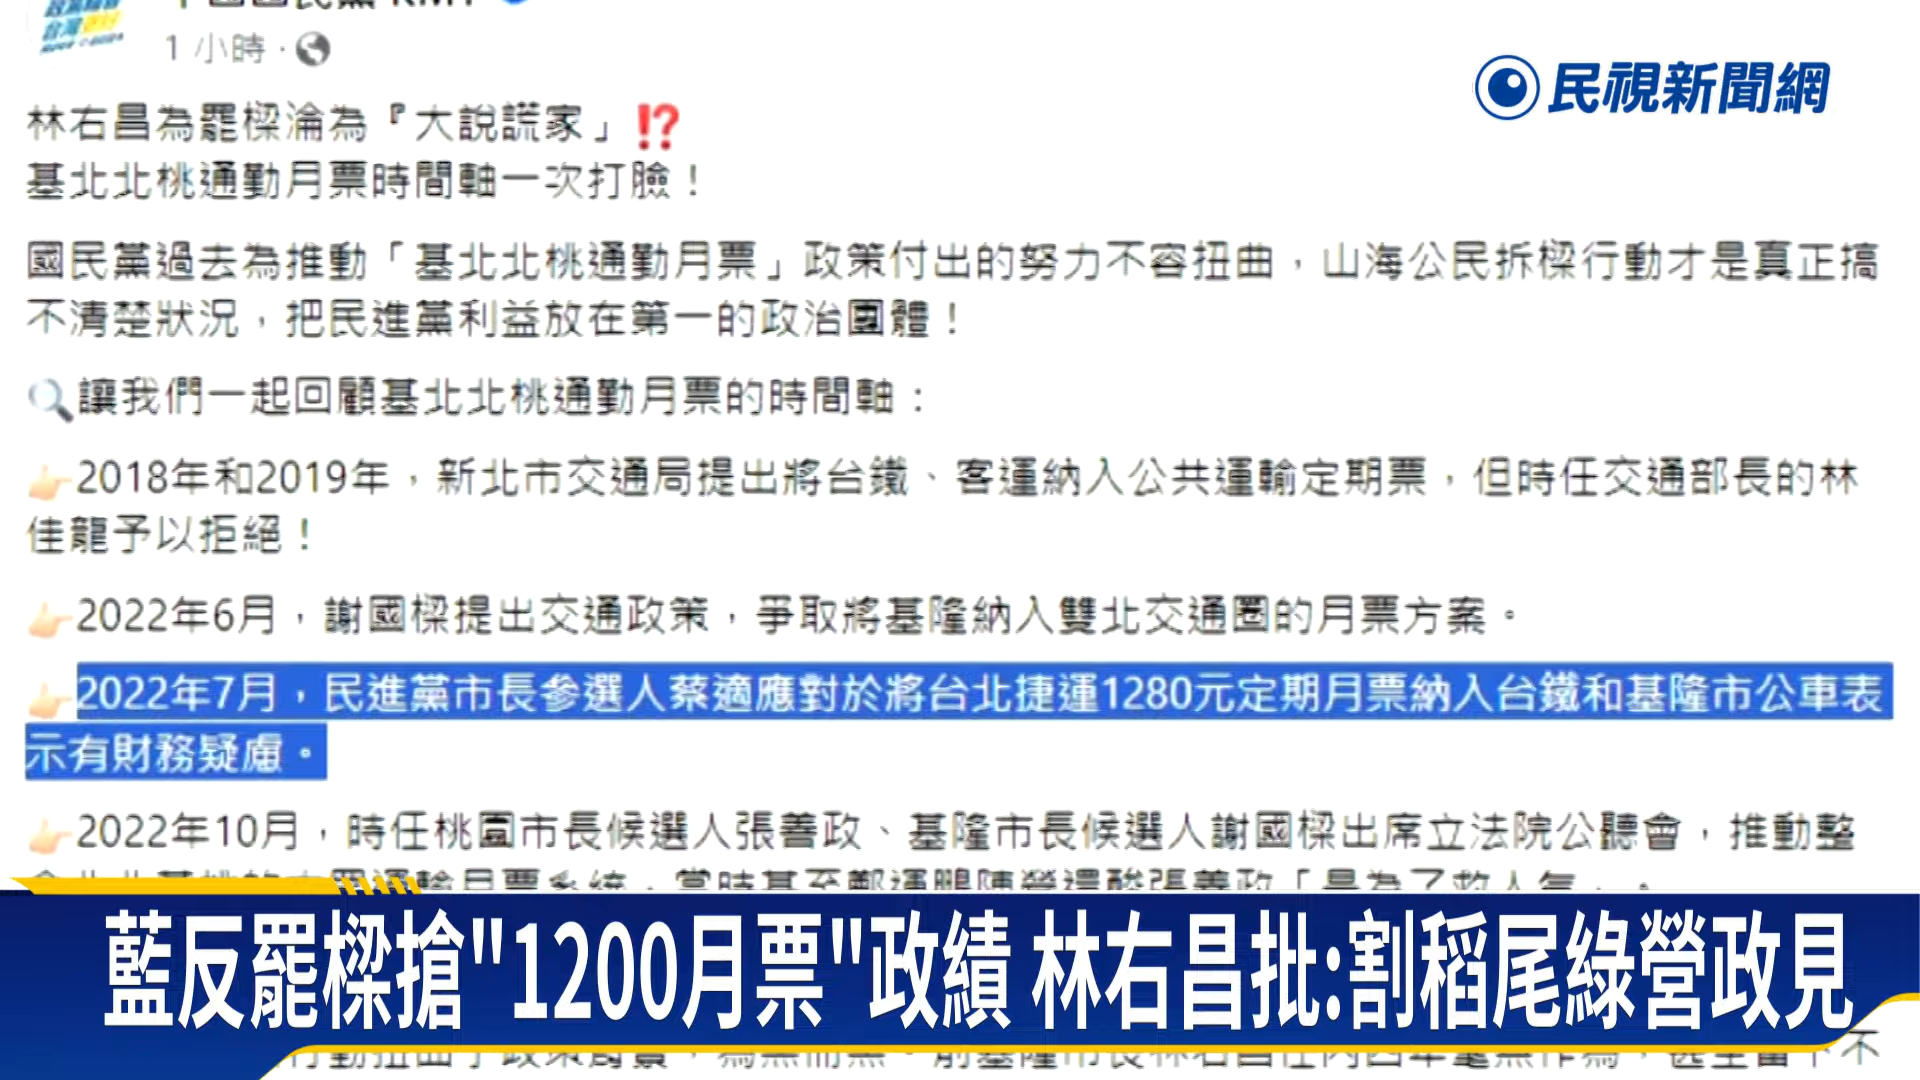 1 小時 ·
民視新聞網
林右昌為罷樑淪為『大說謊家」⁉️
基北北桃通勤月票時間軸一次打臉！
國民黨過去為推動「基北北桃通勤月票」政策付出的努力不容扭曲，山海公民拆樑行動才是真正搞
不清楚狀況，把民進黨利益放在第一的政治團體！
🔍讓我們一起回顧基北北桃通勤月票的時間軸：
👉2018年和2019年，新北市交通局提出將台鐵、客運納入公共運輸定期票，但時任交通部長的林
佳龍予以拒絕！
👉2022年6月，謝國樑提出交通政策，爭取將基隆納入雙北交通圈的月票方案。
👉2022年7月，民進黨市長參選人蔡適應對於將台北捷運1280元定期月票納入台鐵和基隆市公車表
示有財務疑慮。
👉2022年10月，時任桃園市長候選人張善政、基隆市長候選人謝國樑出席立法院公聽會，推動整
藍反罷樑搶"1200月票"政績 林右昌批:割稻尾綠營政見